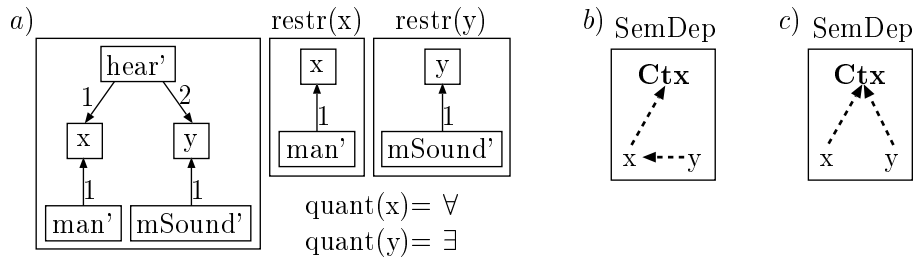 a) restr(x) restr(y) b) SemDep c) SemDep
hear' x y Ctx Ctx
1 2
x y 1 1
man' mSound' x y x y
1 1
man' mSound' quant(x)= ∀
quant(y)= ∃